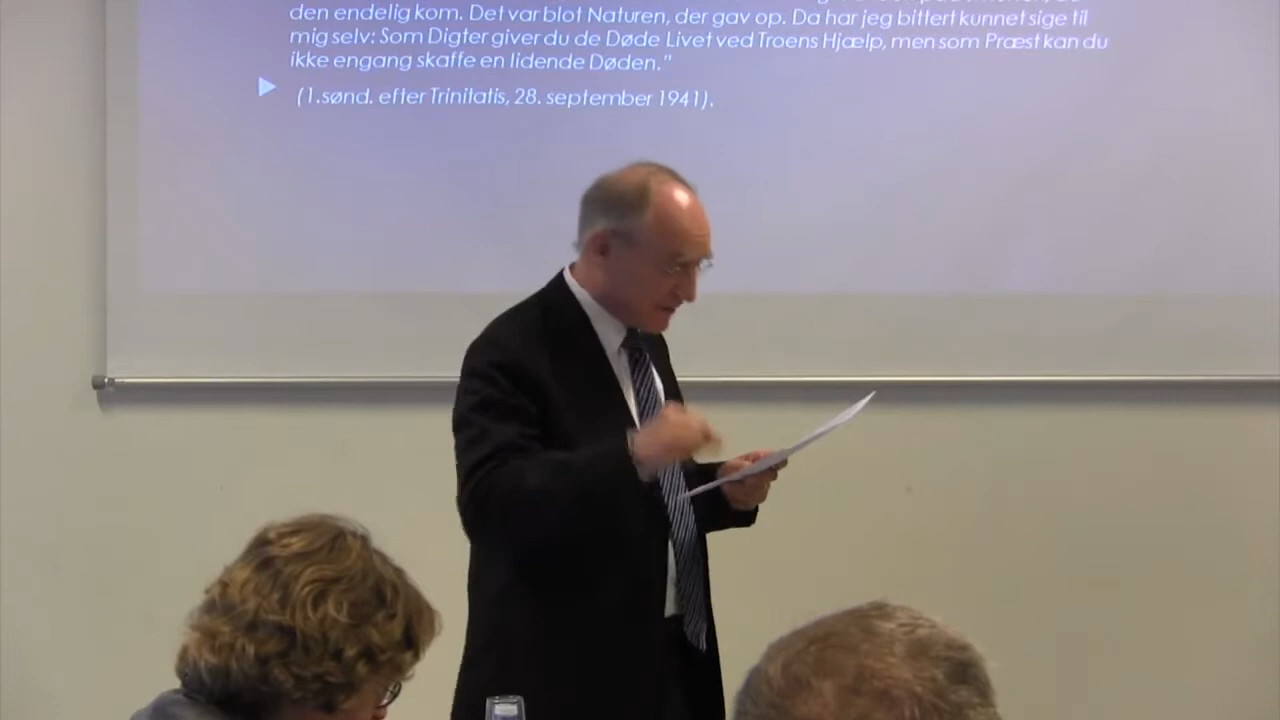 den endelig kom. Det var blot Naturen, der gav op. Da har jeg bittert kunnet sige til
mig selv: Som Digter giver du de Døde Livet ved Troens Hjælp, men som Præst kan du
ikke engang skaffe en lidende Døden."
(1.sønd. efter Trinitatis, 28. september 1941).